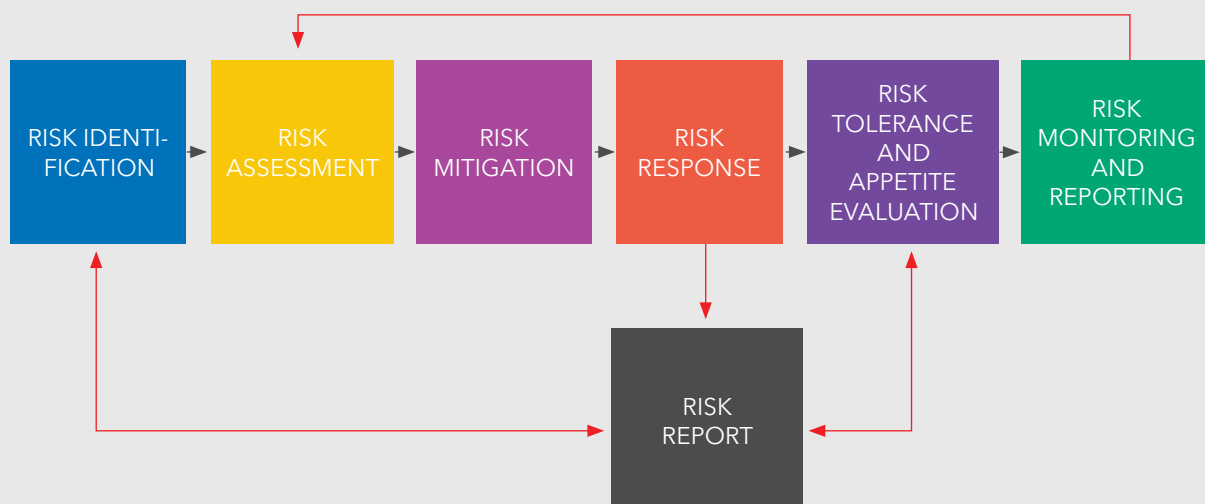 RISK IDENTI-
FICATION
RISK
ASSESSMENT
RISK
MITIGATION
RISK
RESPONSE
RISK
TOLERANCE
AND
APPETITE
EVALUATION
RISK
MONITORING
AND
REPORTING
RISK
REPORT